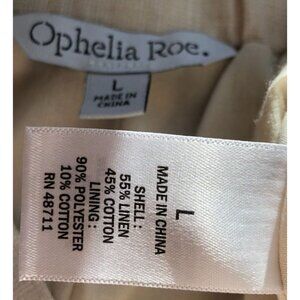 Ophelia Roe.
L
MADE IN
CHINA
L
MADE IN CHINA
SHELL:
55% LINEN
45% COTTON
LINING:
90% POLYESTER
10% COTTON
RN 48711